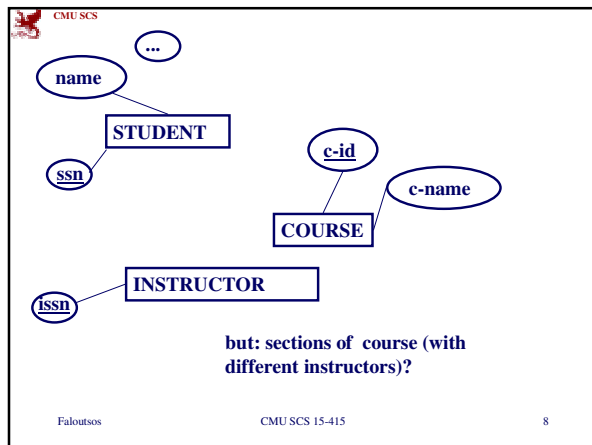 CMU SCS
...
name
STUDENT
ssn
c-id
c-name
COURSE
INSTRUCTOR
issn
but: sections of course (with
different instructors)?
Faloutsos CMU SCS 15-415 8